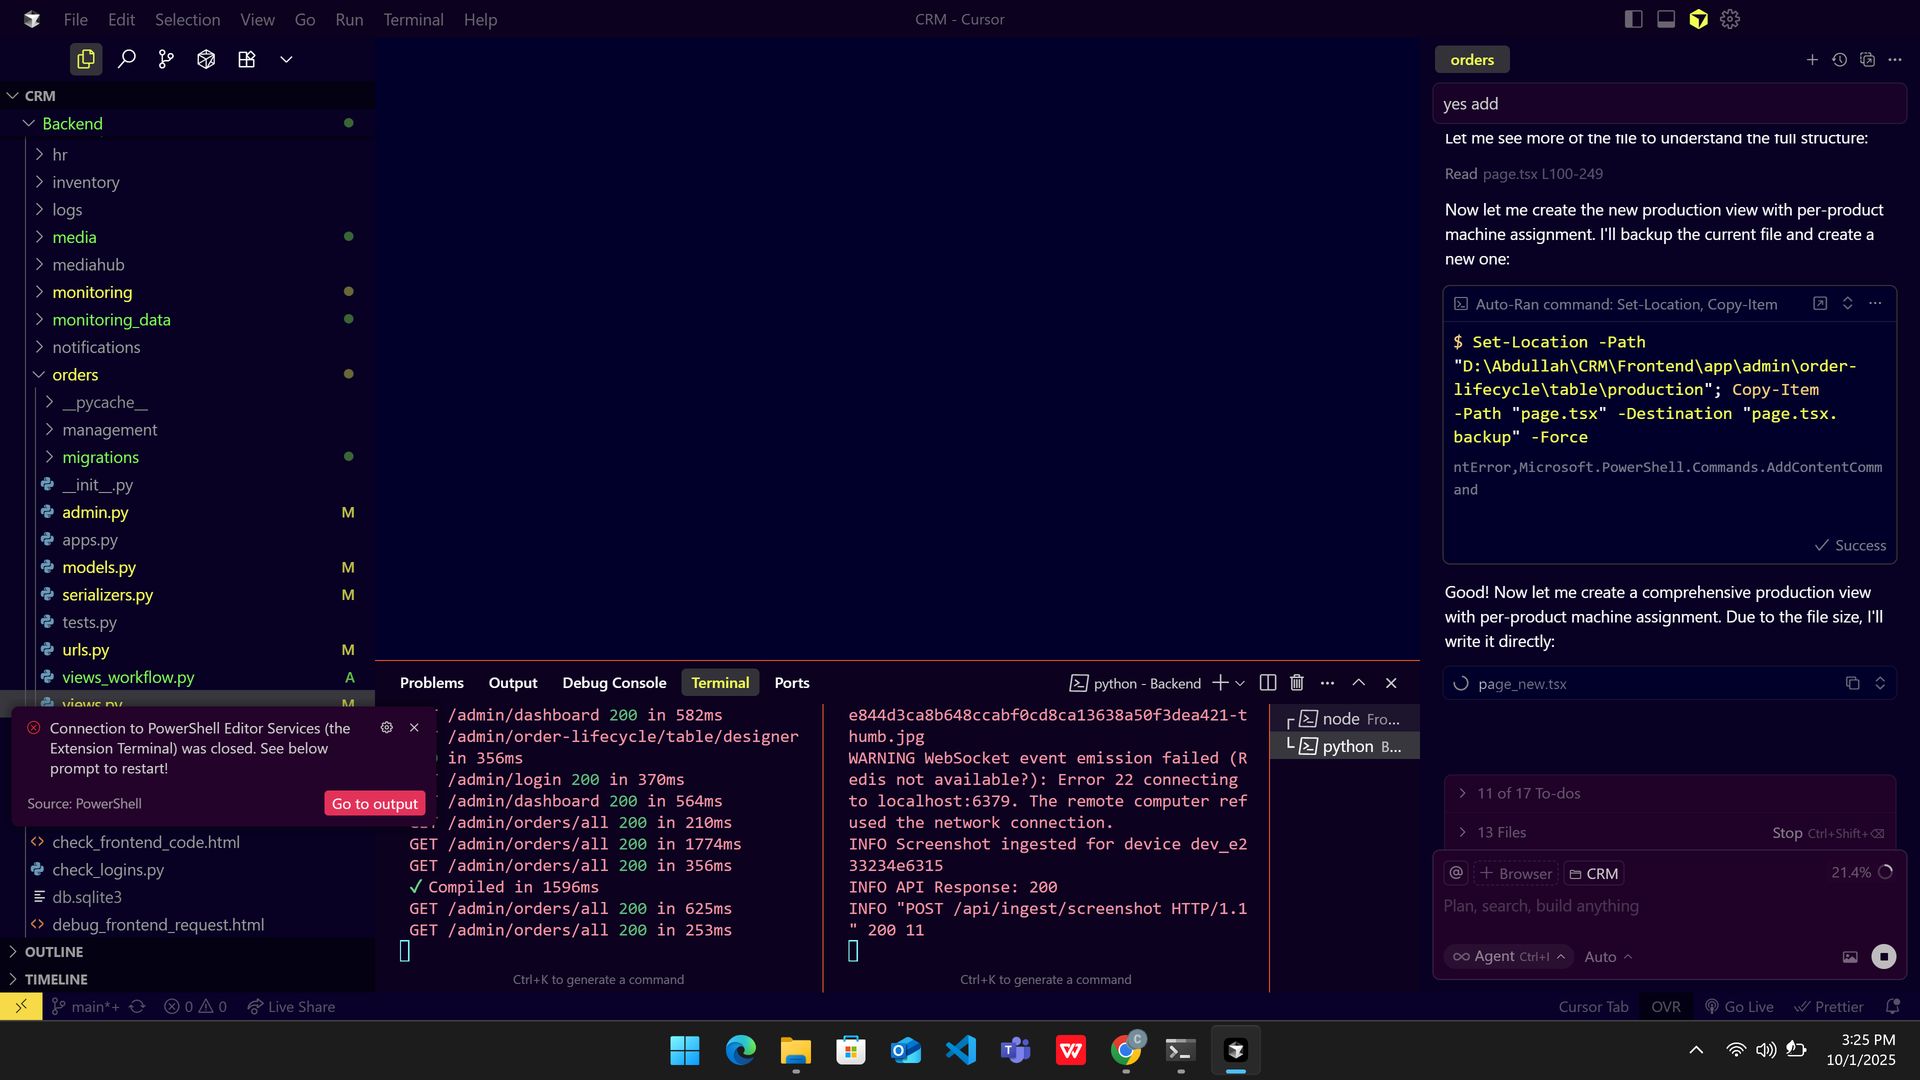 File Edit Selection View Go Run Terminal Help
CRM - Cursor
CRM
Backend
hr
inventory
logs
media
mediahub
monitoring
monitoring_data
notifications
orders
__pycache__
management
migrations
__init__.py
admin.py M
apps.py
models.py M
serializers.py M
tests.py
urls.py M
views_workflow.py A
views.py M
Connection to PowerShell Editor Services (the
Extension Terminal) was closed. See below
prompt to restart!
Source: PowerShell
Go to output
check_frontend_code.html
check_logins.py
db.sqlite3
debug_frontend_request.html
OUTLINE
TIMELINE
Problems Output Debug Console Terminal Ports
python - Backend
/admin/dashboard 200 in 582ms
/admin/order-lifecycle/table/designer
in 356ms
/admin/login 200 in 370ms
/admin/dashboard 200 in 564ms
/admin/orders/all 200 in 210ms
GET /admin/orders/all 200 in 1774ms
GET /admin/orders/all 200 in 356ms
✓ Compiled in 1596ms
GET /admin/orders/all 200 in 625ms
GET /admin/orders/all 200 in 253ms
Ctrl+K to generate a command
e844d3ca8b648ccabf0cd8ca13638a50f3dea421-t
humb.jpg
WARNING WebSocket event emission failed (R
edis not available?): Error 22 connecting
to localhost:6379. The remote computer ref
used the network connection.
INFO Screenshot ingested for device dev_e2
33234e6315
INFO API Response: 200
INFO "POST /api/ingest/screenshot HTTP/1.1
" 200 11
Ctrl+K to generate a command
node Fro...
python B...
orders
yes add
Let me see more of the file to understand the full structure:
Read page.tsx L100-249
Now let me create the new production view with per-product
machine assignment. I'll backup the current file and create a
new one:
Auto-Ran command: Set-Location, Copy-Item
$ Set-Location -Path
"D:\Abdullah\CRM\Frontend\app\admin\order-
lifecycle\table\production"; Copy-Item
-Path "page.tsx" -Destination "page.tsx.
backup" -Force
ntError,Microsoft.PowerShell.Commands.AddContentComm
and
Success
Good! Now let me create a comprehensive production view
with per-product machine assignment. Due to the file size, I'll
write it directly:
page_new.tsx
11 of 17 To-dos
13 Files Stop Ctrl+Shift+⌫
@ + Browser CRM 21.4%
Plan, search, build anything
Agent Ctrl+I Auto
main*+ 0 0 Live Share
Cursor Tab OVR Go Live Prettier
3:25 PM
10/1/2025